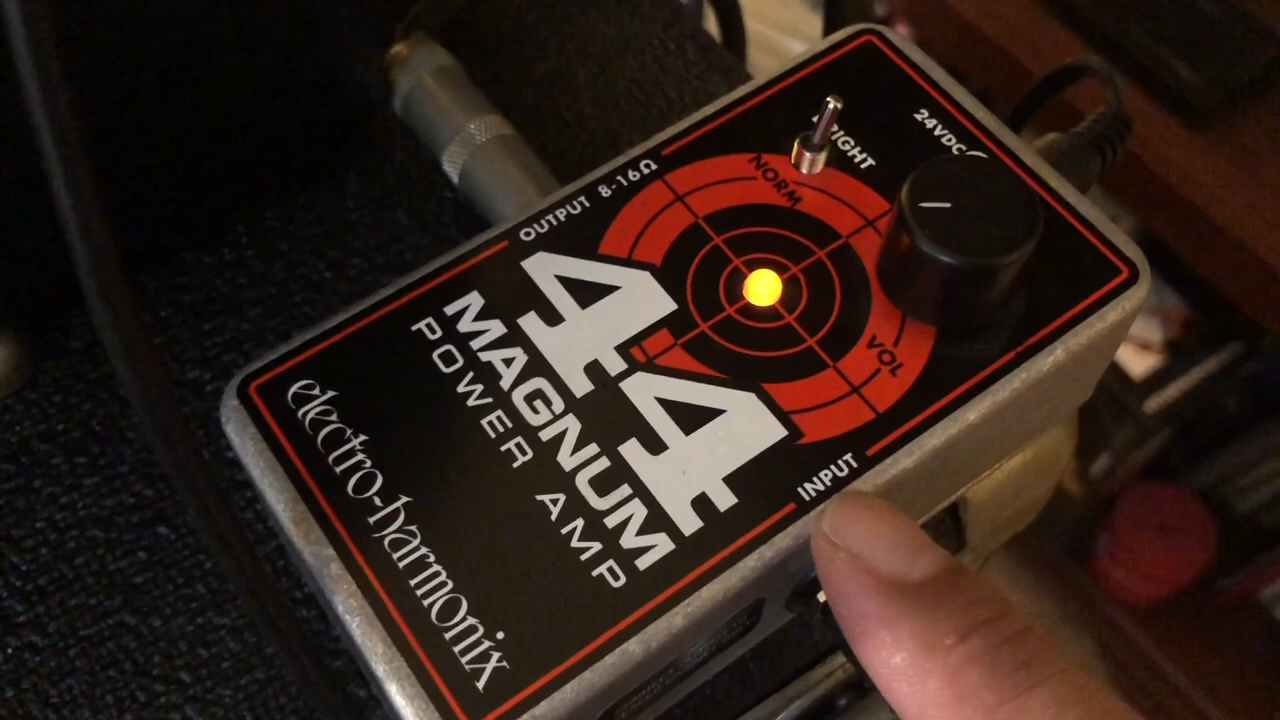 24VDC
BRIGHT
NORM
OUTPUT 8-16Ω
VOL
INPUT
44
MAGNUM
POWER AMP
electro-harmonix